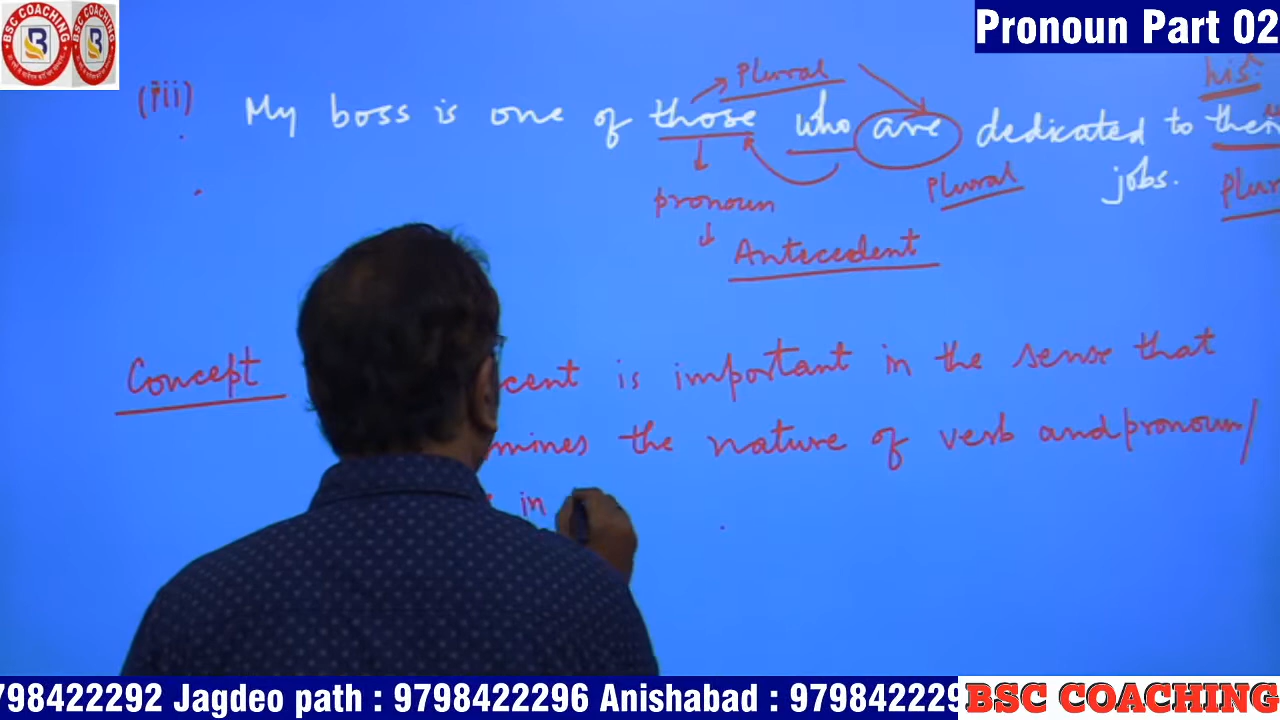 BSC COACHING
Pronoun Part 02
Plural
his
(iii) My boss is one of those who are dedicated to their
jobs.
Plural
pronoun
Antecedent
Concept is important in the sense that
the nature of verb and pronoun/
in
798422292 Jagdeo path : 9798422296 Anishabad : 979842229
BSC COACHING